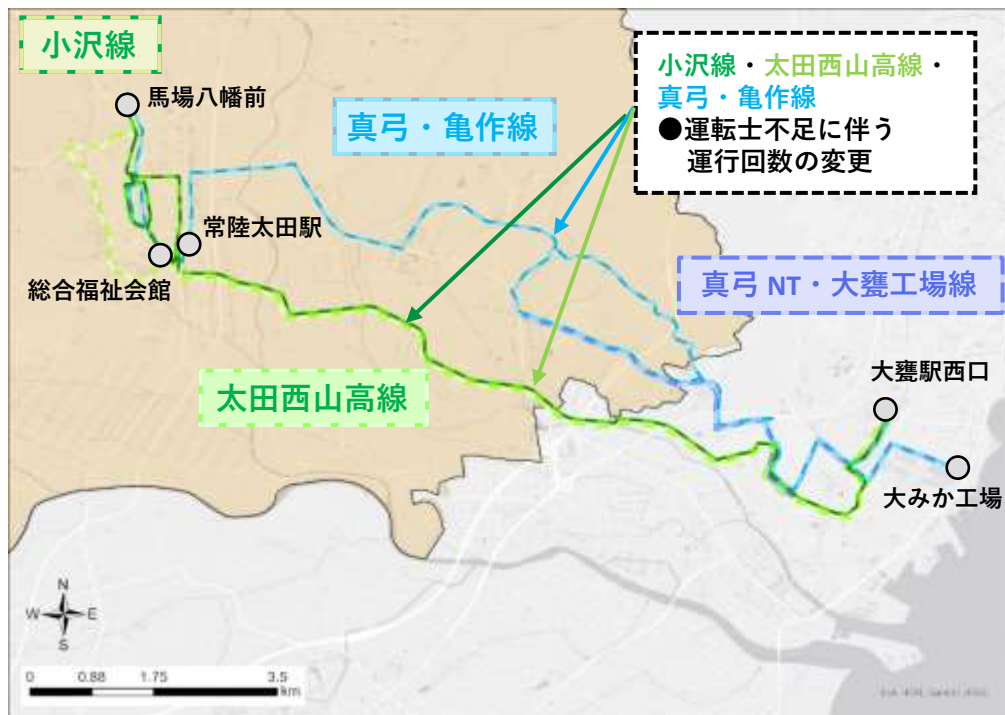 小沢線
馬場八幡前
真弓・亀作線
小沢線・太田西山高線・
真弓・亀作線
●運転士不足に伴う
運行回数の変更
常陸太田駅
総合福祉会館
真弓 NT・大甕工場線
太田西山高線
大甕駅西口
大みか工場
N
W
E
S
0
0.88
1.75
3.5
km